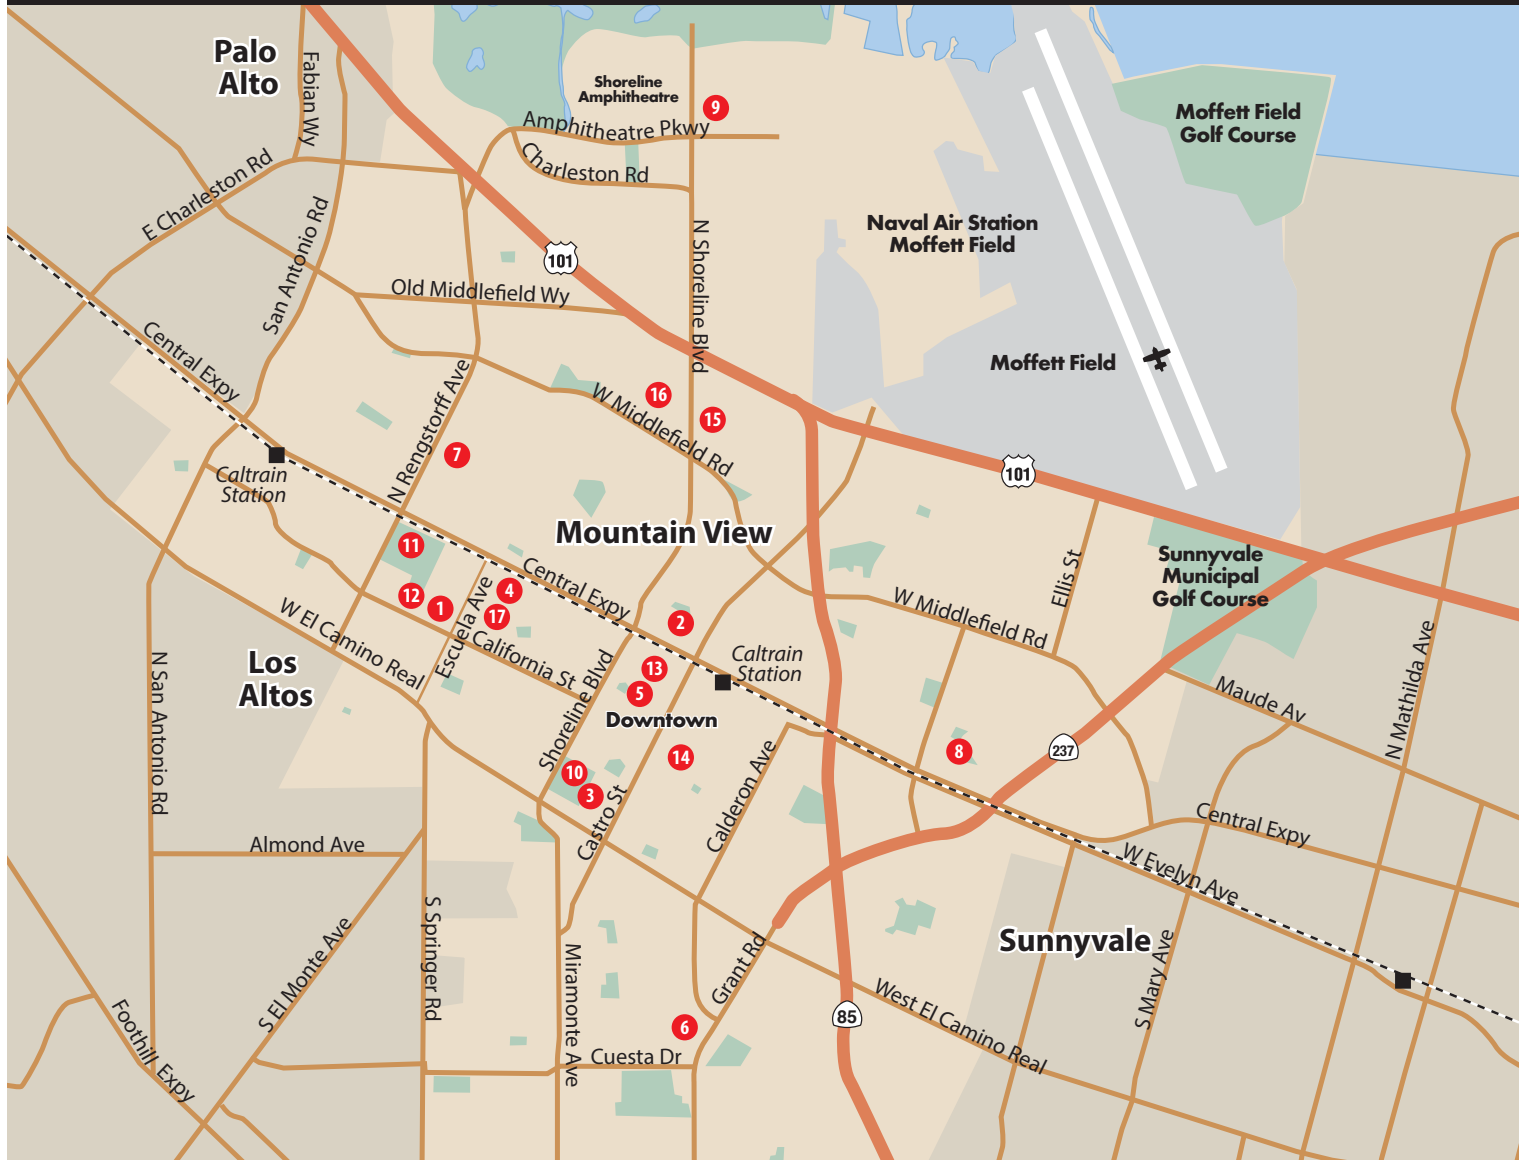 Palo
Alto
Fabian Wy
Shoreline
Amphitheatre
9
Amphitheatre Pkwy
Charleston Rd
Moffett Field
Golf Course
E Charleston Rd
San Antonio Rd
N Shoreline Blvd
Naval Air Station
Moffett Field
101
Old Middlefield Wy
Central Expy
Moffett Field
N Rengstorff Ave
16
W Middlefield Rd
15
7
Caltrain
Station
101
Mountain View
11
Sunnyvale
Municipal
Golf Course
Ellis St
Central Expy
4
12
1
17
Escuela Ave
W Middlefield Rd
2
W El Camino Real
California St
Los
Altos
Shoreline Blvd
13
5
Caltrain
Station
Downtown
Maude Av
N Mathilda Ave
N San Antonio Rd
14
8
237
10
3
Castro St
Calderon Ave
Central Expy
Almond Ave
W Evelyn Ave
S Springer Rd
Sunnyvale
S El Monte Ave
Miramonte Ave
Grant Rd
S Mary Ave
West El Camino Real
85
6
Foothill Expy
Cuesta Dr